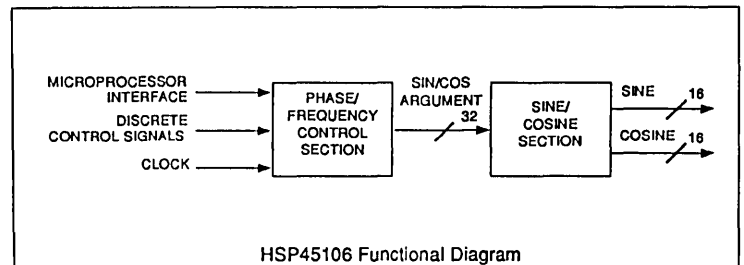 MICROPROCESSOR
INTERFACE
DISCRETE
CONTROL SIGNALS
CLOCK
PHASE/
FREQUENCY
CONTROL
SECTION
SIN/COS
ARGUMENT
32
SINE/
COSINE
SECTION
SINE
16
COSINE
16
HSP45106 Functional Diagram